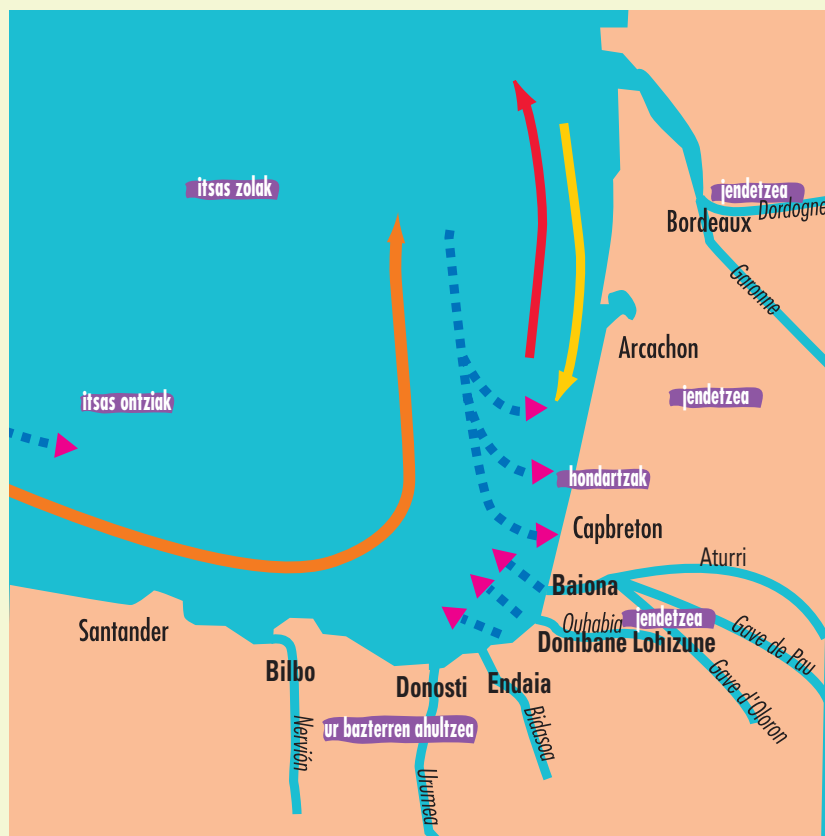 itsas zolak
jendetzea
Dordogne
Bordeaux
Garonne
Arcachon
jendetzea
itsas ontziak
hondartzak
Capbreton
Aturri
Baiona
Ouhabia
jendetzea
Gave de Pau
Santander
Donibane Lohizune
Gave d'Oloron
Bilbo
Donosti
Endaia
Nervión
ur bazterren ahultzea
Bidasoa
Urumea